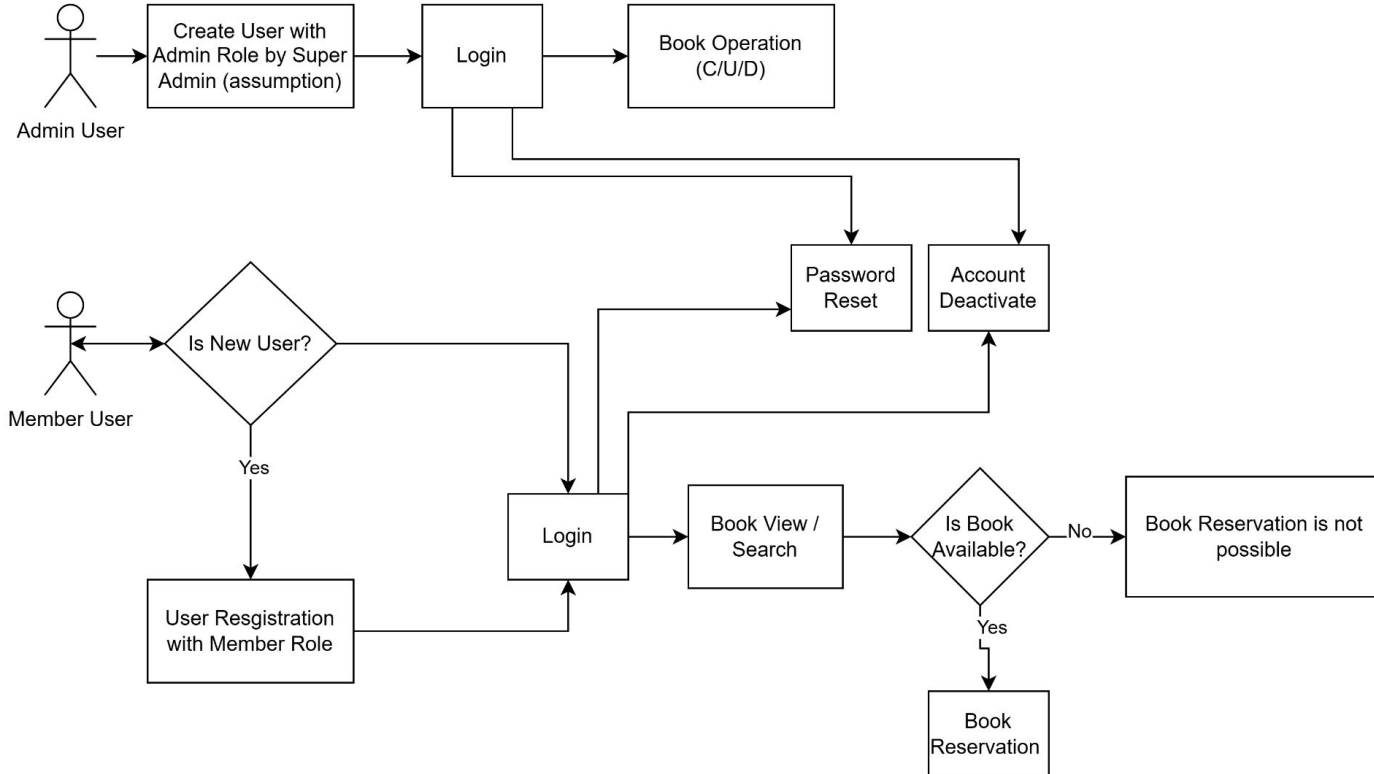 Create User with
Admin Role by Super
Admin (assumption)
Login
Book Operation
(C/U/D)
Admin User
Password
Reset
Account
Deactivate
Is New User?
Member User
Yes
Login
Book View /
Search
Is Book
Available?
No
Book Reservation is not
possible
User Resgistration
with Member Role
Yes
Book
Reservation